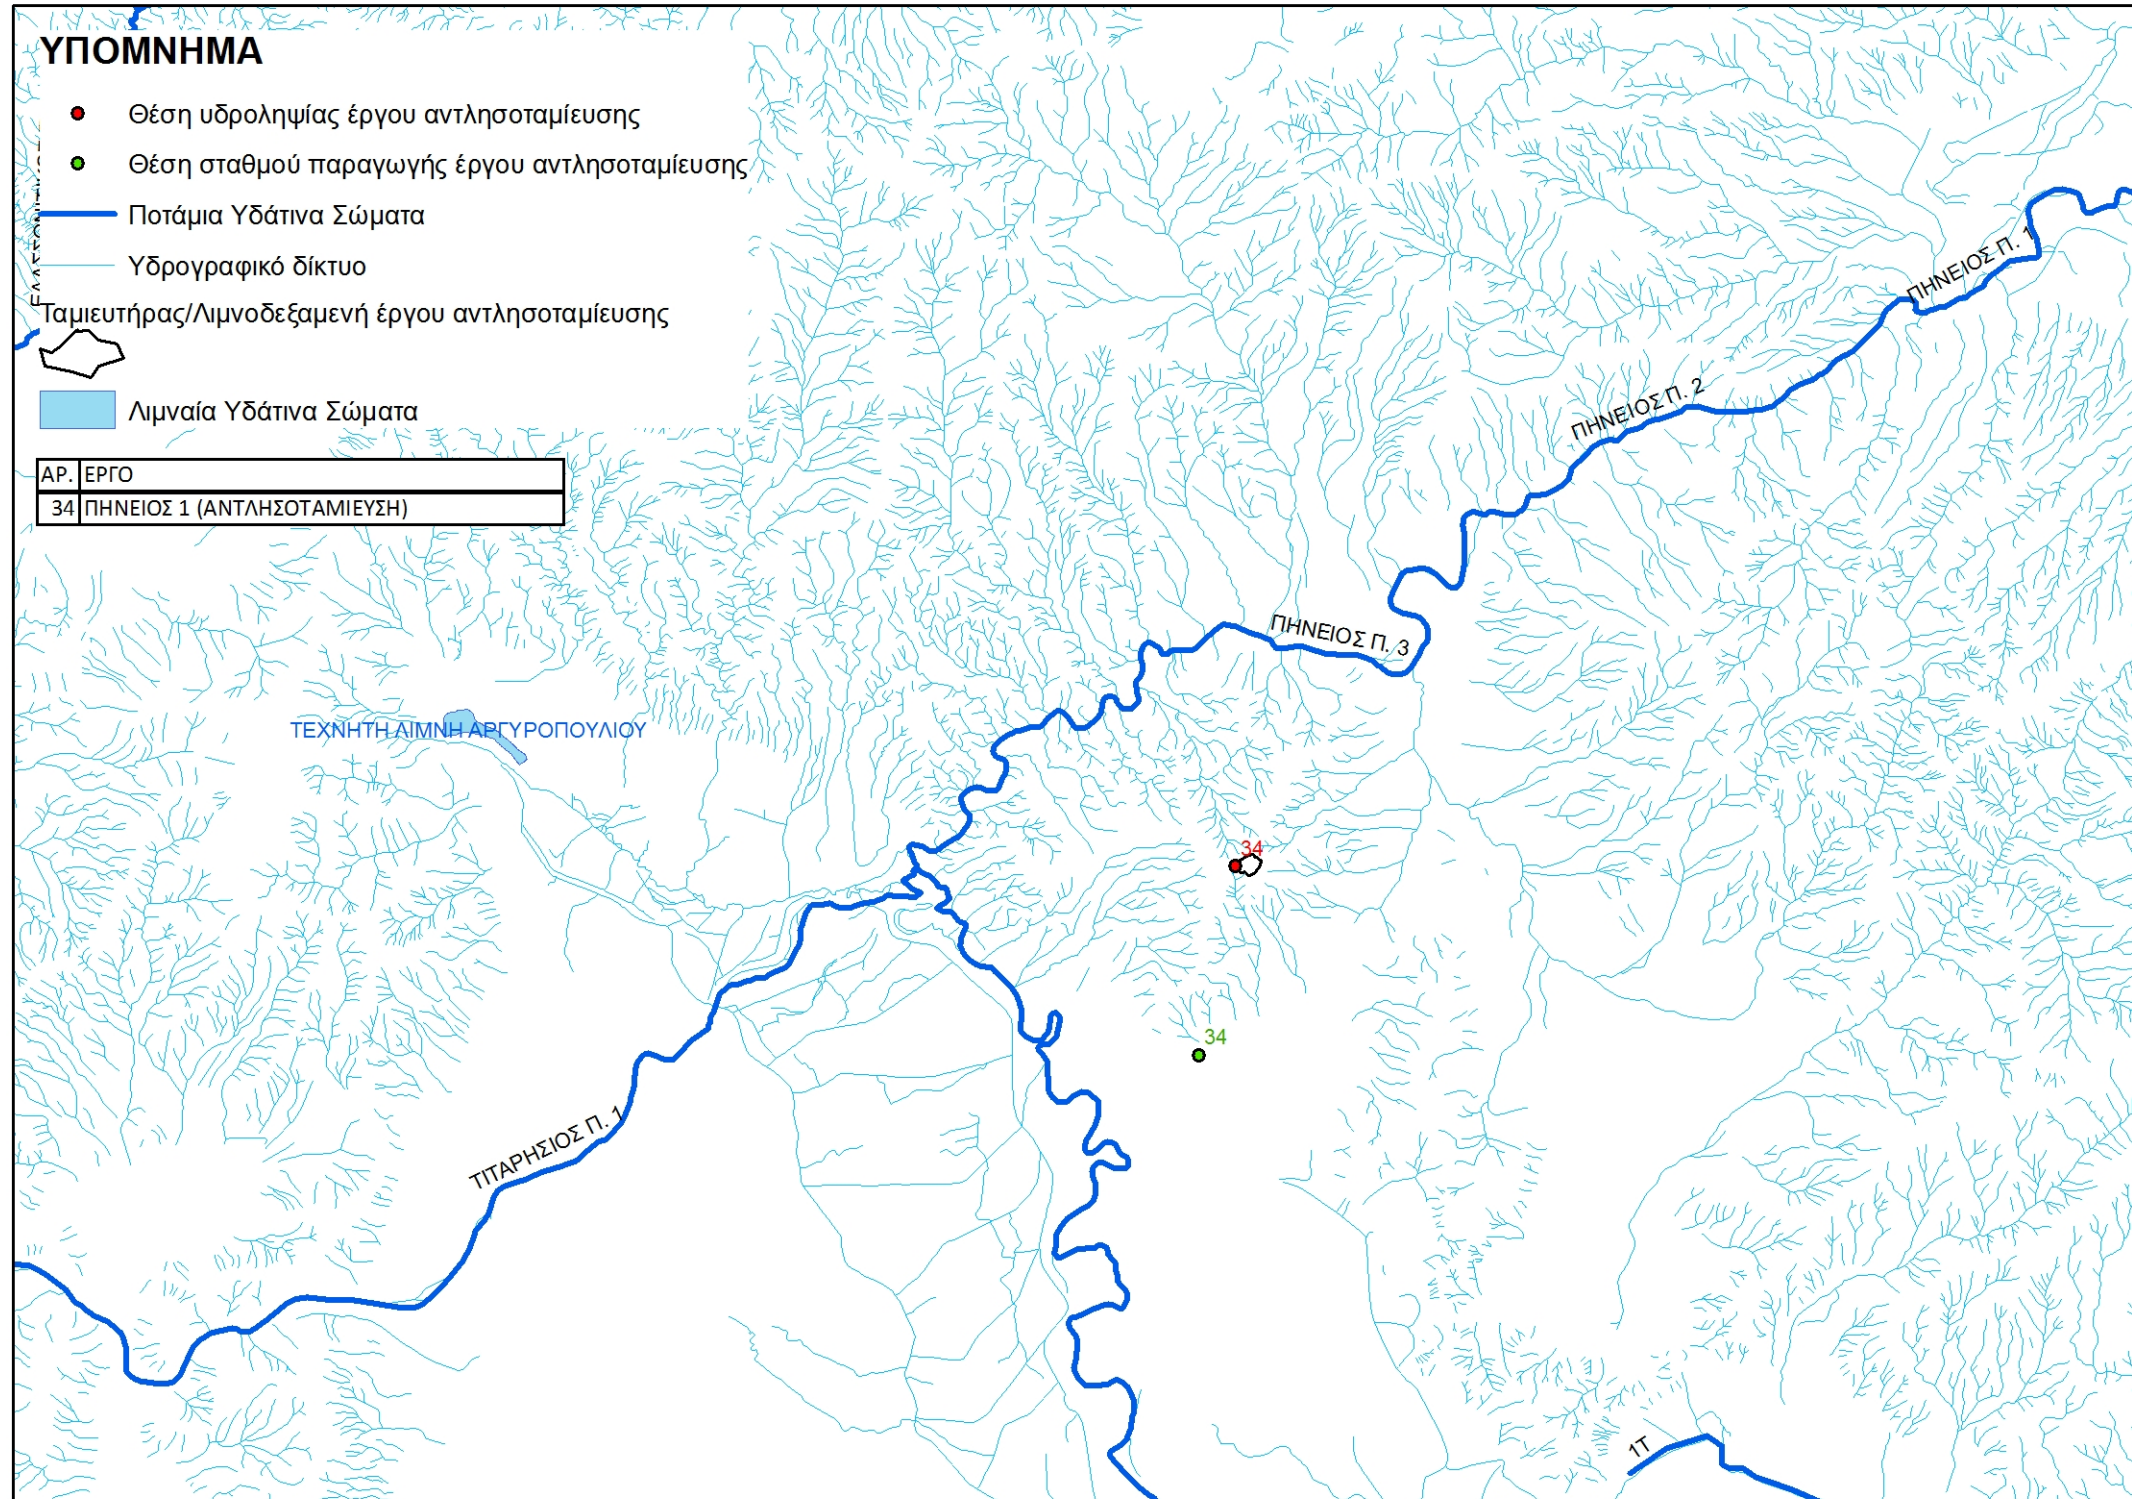 ΥΠΟΜΝΗΜΑ
Θέση υδροληψίας έργου αντλησοταμίευσης
Θέση σταθμού παραγωγής έργου αντλησοταμίευσης
Ποτάμια Υδάτινα Σώματα
Υδρογραφικό δίκτυο
Ταμιευτήρας/Λιμνοδεξαμενή έργου αντλησοταμίευσης
Λιμναία Υδάτινα Σώματα
ΑΡ. ΕΡΓΟ
34 ΠΗΝΕΙΟΣ 1 (ΑΝΤΛΗΣΟΤΑΜΙΕΥΣΗ)
ΠΗΝΕΙΟΣ Π. 1
ΠΗΝΕΙΟΣ Π. 2
ΠΗΝΕΙΟΣ Π. 3
ΤΕΧΝΗΤΗ ΛΙΜΝΗ ΑΡΓΥΡΟΠΟΥΛΙΟΥ
34
34
ΤΙΤΑΡΗΣΙΟΣ Π. 1
1Τ